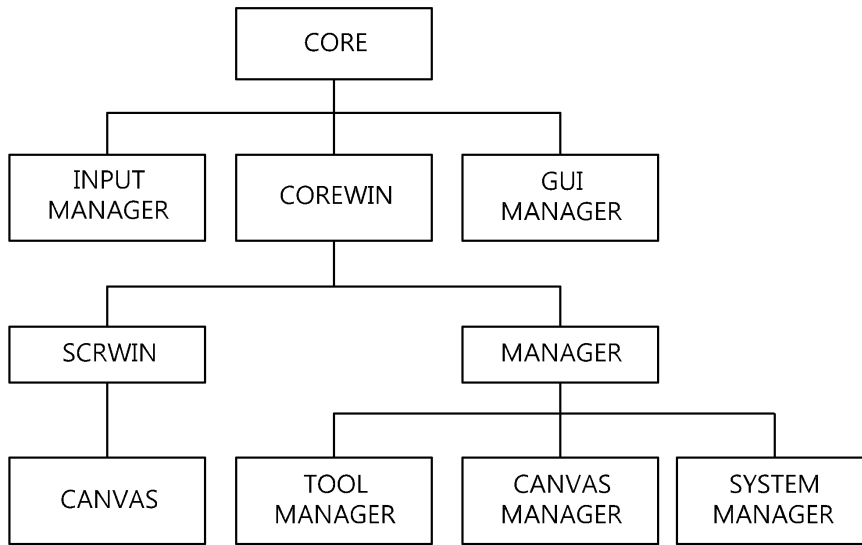 CORE
INPUT
MANAGER
COREWIN
GUI
MANAGER
SCRWIN
MANAGER
CANVAS
TOOL
MANAGER
CANVAS
MANAGER
SYSTEM
MANAGER